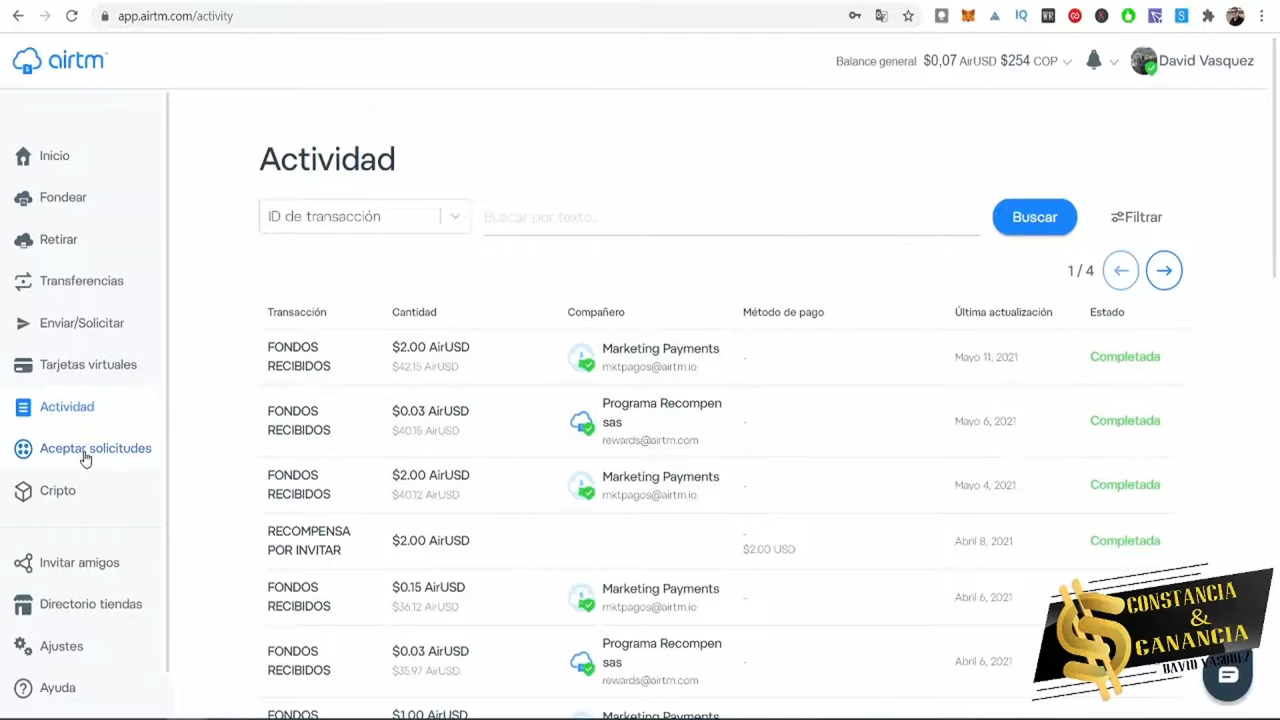 app.airtm.com/activity
airtm
Balance general $0,07 AirUSD $254 COP
David Vasquez
Inicio
Fondear
Retirar
Transferencias
Enviar/Solicitar
Tarjetas virtuales
Actividad
Aceptar solicitudes
Cripto
Invitar amigos
Directorio tiendas
Ajustes
Ayuda
Actividad
ID de transacción
Buscar por texto...
Buscar
Filtrar
1 / 4
Transacción Cantidad Compañero Método de pago Última actualización Estado
FONDOS RECIBIDOS
$2.00 AirUSD
$42.15 AirUSD
Marketing Payments
mktpagos@airtm.io
-
Mayo 11, 2021
Completada
FONDOS RECIBIDOS
$0.03 AirUSD
$40.15 AirUSD
Programa Recompen
sas
rewards@airtm.com
-
Mayo 6, 2021
Completada
FONDOS RECIBIDOS
$2.00 AirUSD
$40.12 AirUSD
Marketing Payments
mktpagos@airtm.io
-
Mayo 4, 2021
Completada
RECOMPENSA POR INVITAR
$2.00 AirUSD
-
$2.00 USD
Abril 8, 2021
Completada
FONDOS RECIBIDOS
$0.15 AirUSD
$36.12 AirUSD
Marketing Payments
mktpagos@airtm.io
-
Abril 6, 2021
FONDOS RECIBIDOS
$0.03 AirUSD
$35.97 AirUSD
Programa Recompen
sas
rewards@airtm.com
-
Abril 6, 2021
FONDOS
$1.00 AirUSD
Marketing Payments
CONSTANCIA
&
GANANCIA
DAVID VASQUEZ